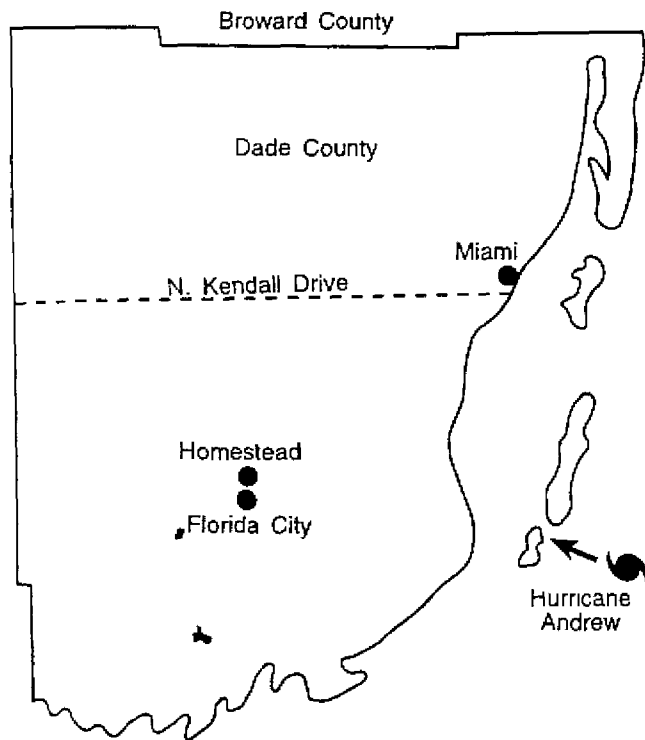 Broward County
Dade County
Miami
N. Kendall Drive
Homestead
Florida City
Hurricane
Andrew